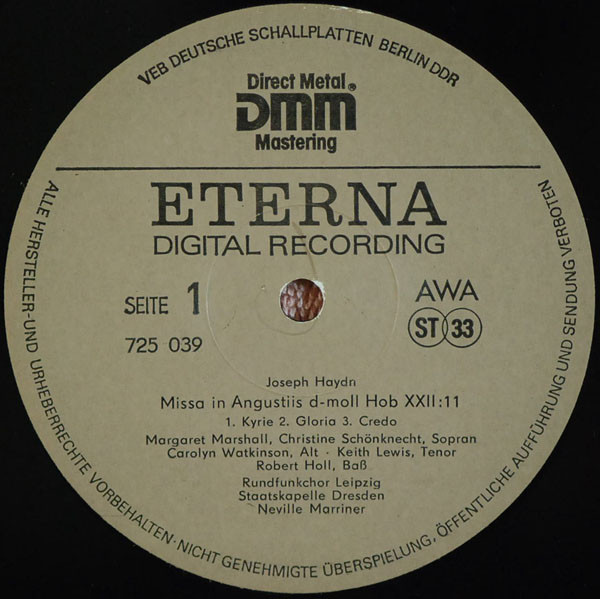 VEB DEUTSCHE SCHALLPLATTEN BERLIN DDR
Direct Metal®
DMM
Mastering
ETERNA
DIGITAL RECORDING
SEITE 1
AWA
725 039
ST 33
Joseph Haydn
Missa in Angustiis d-moll Hob XXII:11
1. Kyrie 2. Gloria 3. Credo
Margaret Marshall, Christine Schönknecht, Sopran
Carolyn Watkinson, Alt · Keith Lewis, Tenor
Robert Holl, Baß
Rundfunkchor Leipzig
Staatskapelle Dresden
Neville Marriner
ALLE HERSTELLER-UND URHEBERRECHTE VORBEHALTEN·NICHT GENEHMIGTE ÜBERSPIELUNG, ÖFFENTLICHE AUFFÜHRUNG UND SENDUNG VERBOTEN